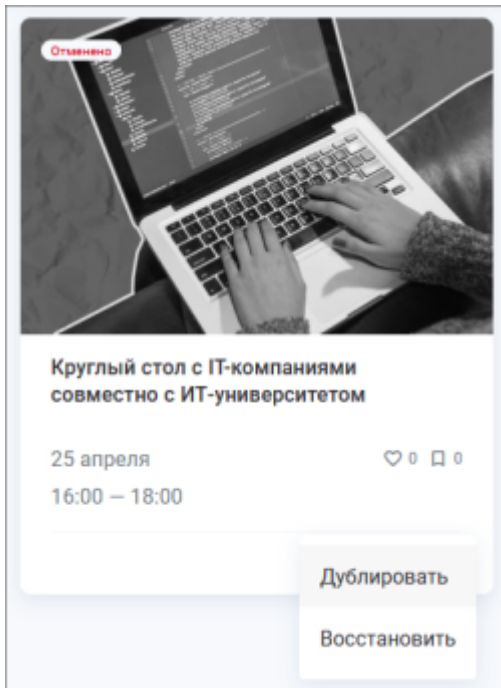 Отменено
Круглый стол с IT-компаниями
совместно с ИТ-университетом
25 апреля
0 0
16:00 — 18:00
Дублировать
Восстановить